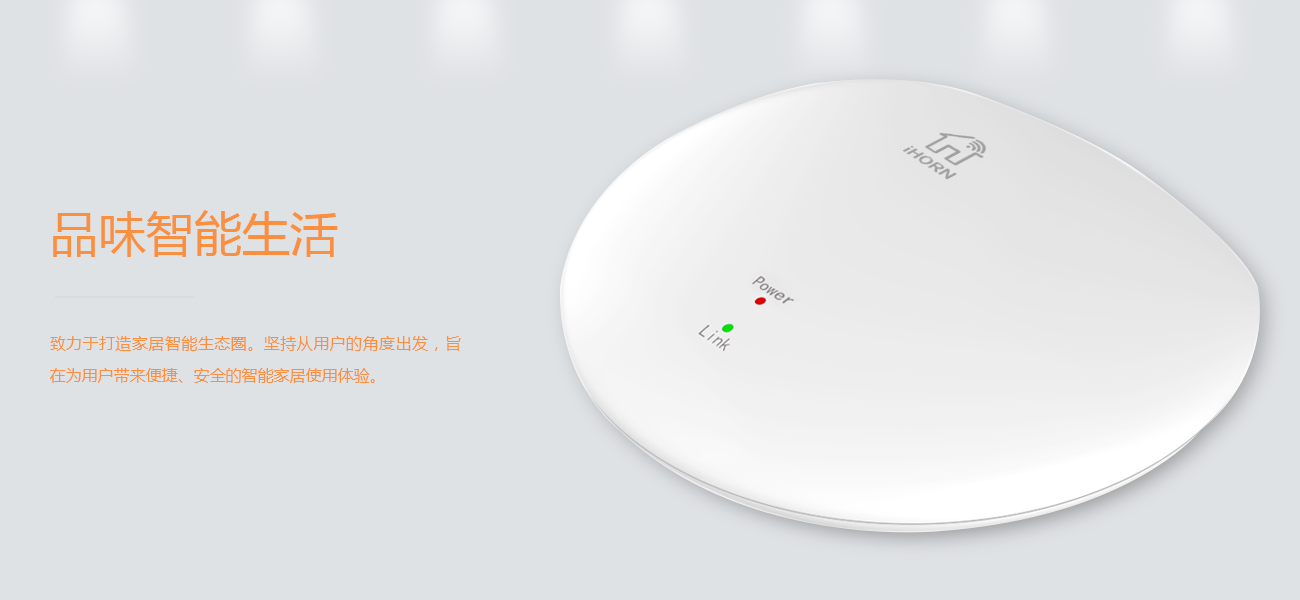 品味智能生活
致力于打造家居智能生态圈。坚持从用户的角度出发，旨
在为用户带来便捷、安全的智能家居使用体验。
iHORN
Power
Link